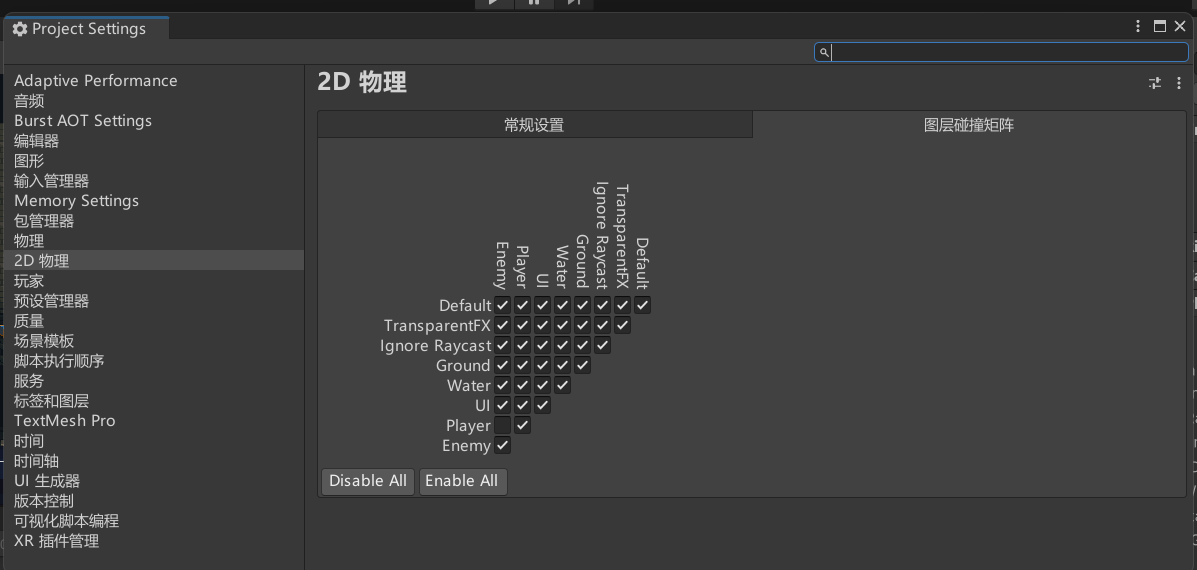 Project Settings
Adaptive Performance
音频
Burst AOT Settings
编辑器
图形
输入管理器
Memory Settings
包管理器
物理
2D 物理
玩家
预设管理器
质量
场景模板
脚本执行顺序
服务
标签和图层
TextMesh Pro
时间
时间轴
UI 生成器
版本控制
可视化脚本编程
XR 插件管理
2D 物理
常规设置
图层碰撞矩阵
Enemy
Player
UI
Water
Ground
Ignore Raycast
TransparentFX
Default
Default
TransparentFX
Ignore Raycast
Ground
Water
UI
Player
Enemy
Disable All
Enable All